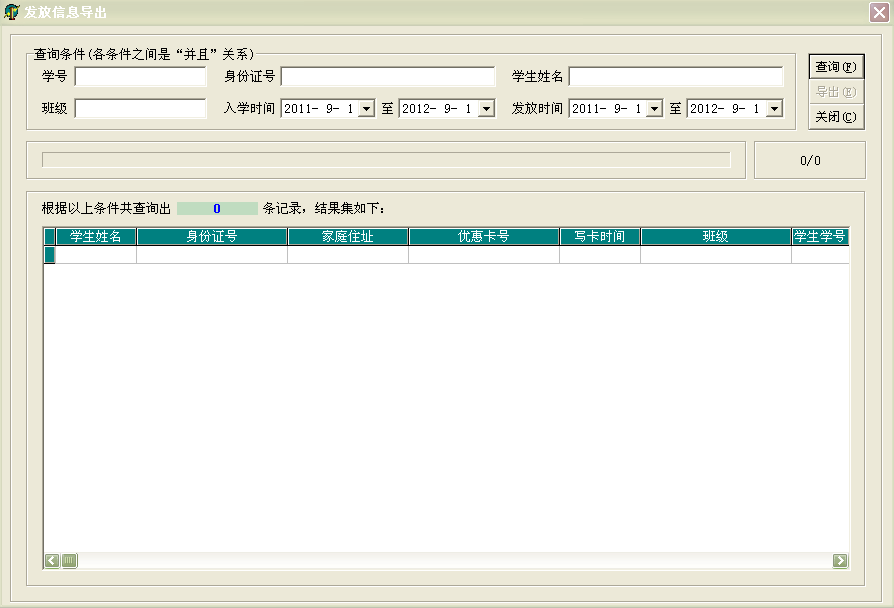 发放信息导出
查询条件(各条件之间是“并且”关系)
学号 身份证号 学生姓名 查询(F)
班级 入学时间 2011- 9- 1 至 2012- 9- 1 发放时间 2011- 9- 1 至 2012- 9- 1 导出(E)
关闭(C)
0/0
根据以上条件共查询出 0 条记录，结果集如下：
学生姓名 身份证号 家庭住址 优惠卡号 写卡时间 班级 学生学号